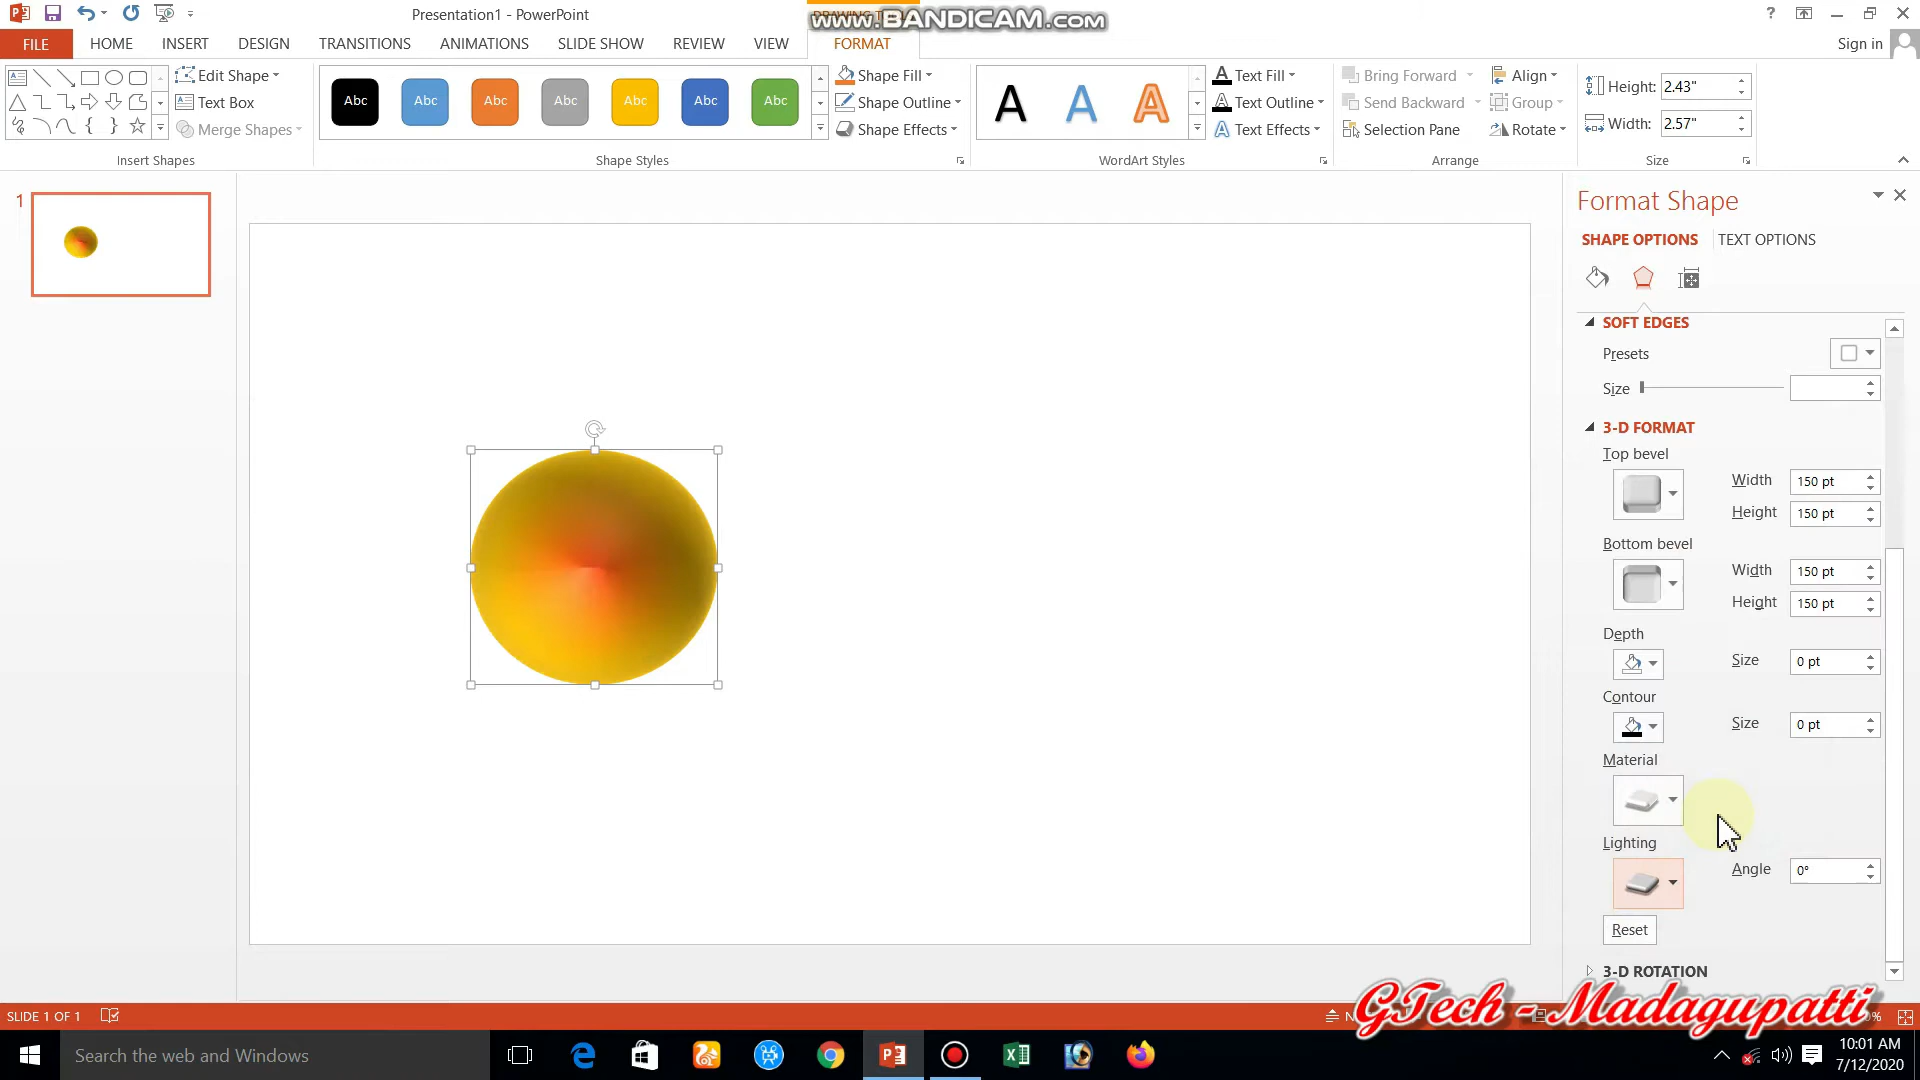 Presentation1 - PowerPoint
www.BANDICAM.com
?
FILE
HOME
INSERT
DESIGN
TRANSITIONS
ANIMATIONS
SLIDE SHOW
REVIEW
VIEW
FORMAT
Sign in
Edit Shape
Text Box
Merge Shapes
Insert Shapes
Abc Abc Abc Abc Abc Abc Abc
Shape Fill
Shape Outline
Shape Effects
Shape Styles
A A A
Text Fill
Text Outline
Text Effects
WordArt Styles
Bring Forward
Send Backward
Selection Pane
Align
Group
Rotate
Arrange
Height: 2.43"
Width: 2.57"
Size
1
Format Shape
SHAPE OPTIONS
TEXT OPTIONS
SOFT EDGES
Presets
Size
3-D FORMAT
Top bevel
Width 150 pt
Height 150 pt
Bottom bevel
Width 150 pt
Height 150 pt
Depth
Size 0 pt
Contour
Size 0 pt
Material
Lighting
Angle 0°
Reset
3-D ROTATION
GTech - Madagupatti
SLIDE 1 OF 1
Search the web and Windows
10:01 AM
7/12/2020